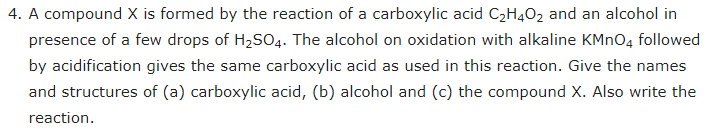 4. A compound X is formed by the reaction of a carboxylic acid C₂H₄O₂ and an alcohol in
presence of a few drops of H₂SO₄. The alcohol on oxidation with alkaline KMnO₄ followed
by acidification gives the same carboxylic acid as used in this reaction. Give the names
and structures of (a) carboxylic acid, (b) alcohol and (c) the compound X. Also write the
reaction.